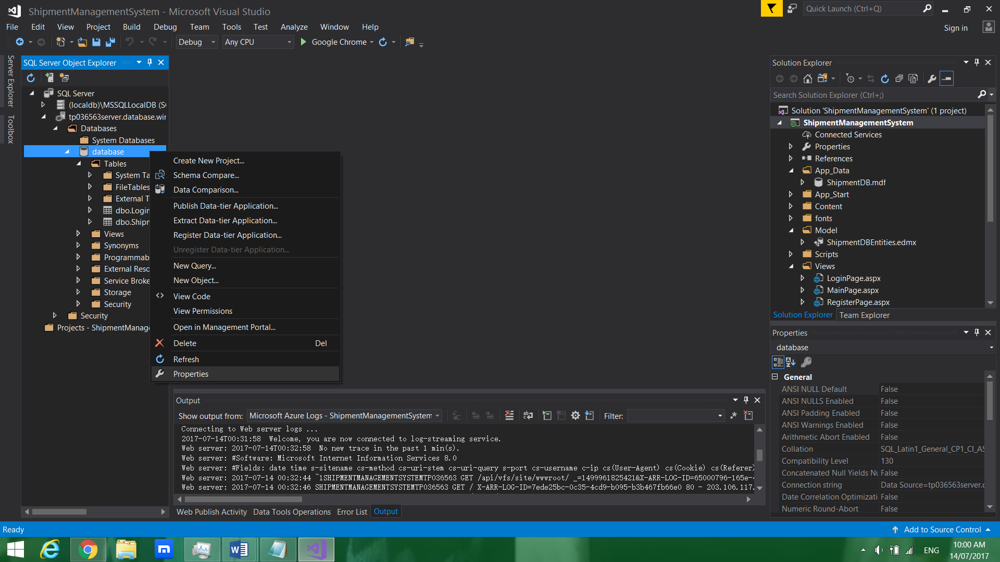 ShipmentManagementSystem - Microsoft Visual Studio
Quick Launch (Ctrl+Q)
File Edit View Project Build Debug Team Tools Test Analyze Window Help
Sign in
Debug Any CPU Google Chrome
Server Explorer
Toolbox
SQL Server Object Explorer
SQL Server
(localdb)\MSSQLLocalDB (S
tp036563server.database.wir
Databases
System Databases
database
Tables
System Ta
FileTables
External T
dbo.Login
dbo.Shipn
Views
Synonyms
Programmab
External Reso
Service Broke
Storage
Security
Security
Projects - ShipmentManage
Create New Project...
Schema Compare...
Data Comparison...
Publish Data-tier Application...
Extract Data-tier Application...
Register Data-tier Application...
Unregister Data-tier Application...
New Query...
New Object...
View Code
View Permissions
Open in Management Portal...
Delete Del
Refresh
Properties
Output
Show output from: Microsoft Azure Logs - ShipmentManagementSystem
Filter:
Connecting to Web server logs ...
2017-07-14T00:31:58 Welcome, you are now connected to log-streaming service.
Web server: 2017-07-14T00:32:58 No new trace in the past 1 min(s).
Web server: #Software: Microsoft Internet Information Services 8.0
Web server: #Fields: date time s-sitename cs-method cs-uri-stem cs-uri-query s-port cs-username c-ip cs(User-Agent) cs(Cookie) cs(Referer)
Web server: 2017-07-14 00:32:44 ~1SHIPMENTMANAGEMENTSYSTEMTP036563 GET /api/vfs/site/wwwroot/ _=1499961825421&X-ARR-LOG-ID=65000796-165e-
Web server: 2017-07-14 00:32:46 SHIPMENTMANAGEMENTSYSTEMTP036563 GET / X-ARR-LOG-ID=7ede25bc-0c35-4cd9-b095-b3b467fb66e0 80 - 203.106.117.
Web Publish Activity Data Tools Operations Error List Output
Solution Explorer
Search Solution Explorer (Ctrl+;)
Solution 'ShipmentManagementSystem' (1 project)
ShipmentManagementSystem
Connected Services
Properties
References
App_Data
ShipmentDB.mdf
App_Start
Content
fonts
Model
ShipmentDBEntities.edmx
Scripts
Views
LoginPage.aspx
MainPage.aspx
RegisterPage.aspx
Solution Explorer Team Explorer
Properties
database
General
ANSI NULL Default False
ANSI NULLS Enabled False
ANSI Padding Enabled False
ANSI Warnings Enabled False
Arithmetic Abort Enabled False
Collation SQL_Latin1_General_CP1_CI_AS
Compatibility Level 130
Concatenated Null Yields Nu False
Connection string Data Source=tp036563server.d
Date Correlation Optimizati False
Numeric Round-Abort False
Ready
Add to Source Control
ENG
10:00 AM
14/07/2017